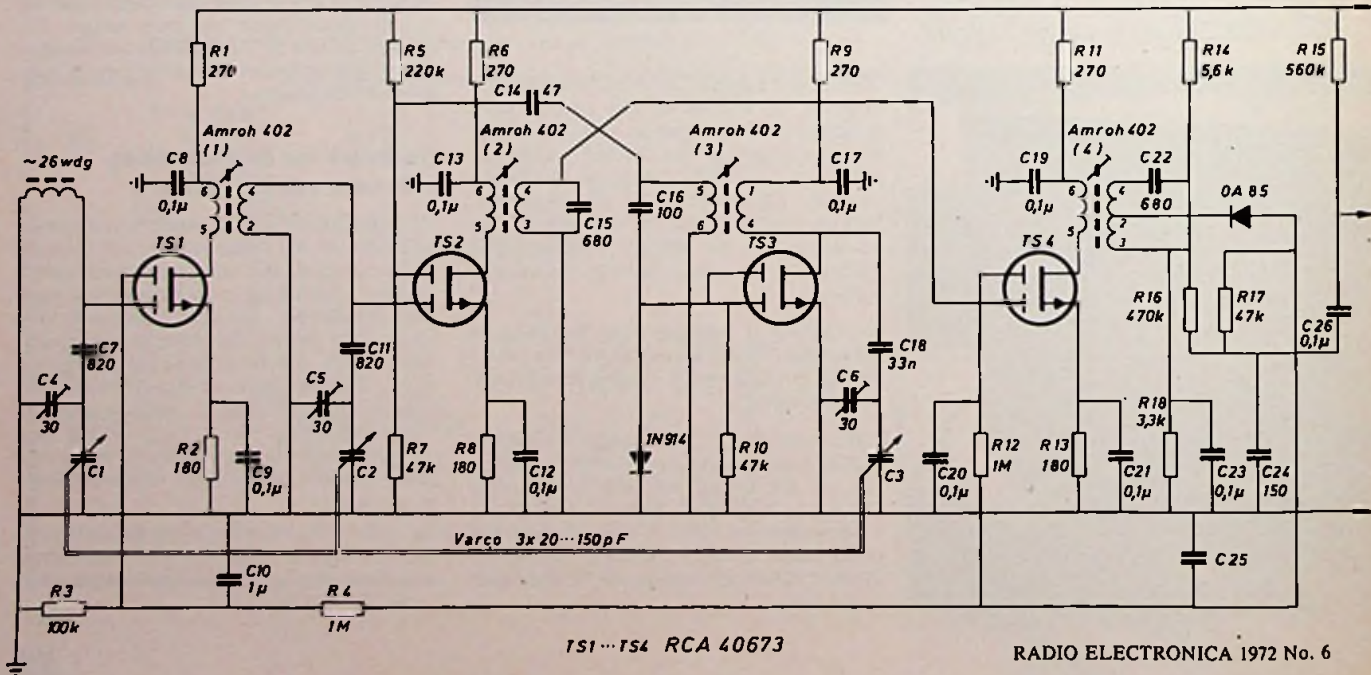 R1
270
R5
220k
R6
270
R9
270
R11
270
R14
5,6k
R15
560k
C14 47
~26wdg
Amroh 402
(1)
Amroh 402
(2)
Amroh 402
(3)
Amroh 402
(4)
C8
0,1µ
6
5
4
2
C13
0,1µ
6
5
4
3
C15
680
C16
100
5
6
1
4
C17
0,1µ
C19
0,1µ
6
5
4
2
3
C22
680
OA 85
TS1
TS2
TS3
TS4
C7
820
C11
820
C4
30
C5
30
C18
33n
C6
30
R16
470k
R17
47k
C26
0,1µ
C1
R2
180
C9
0,1µ
C2
R7
47k
R8
180
C12
0,1µ
1N914
R10
47k
C3
C20
0,1µ
R12
1M
R13
180
C21
0,1µ
R18
3,3k
C23
0,1µ
C24
150
Varco 3x 20···150pF
C10
1µ
C25
R3
100k
R4
1M
TS1···TS4 RCA 40673
RADIO ELECTRONICA 1972 No. 6